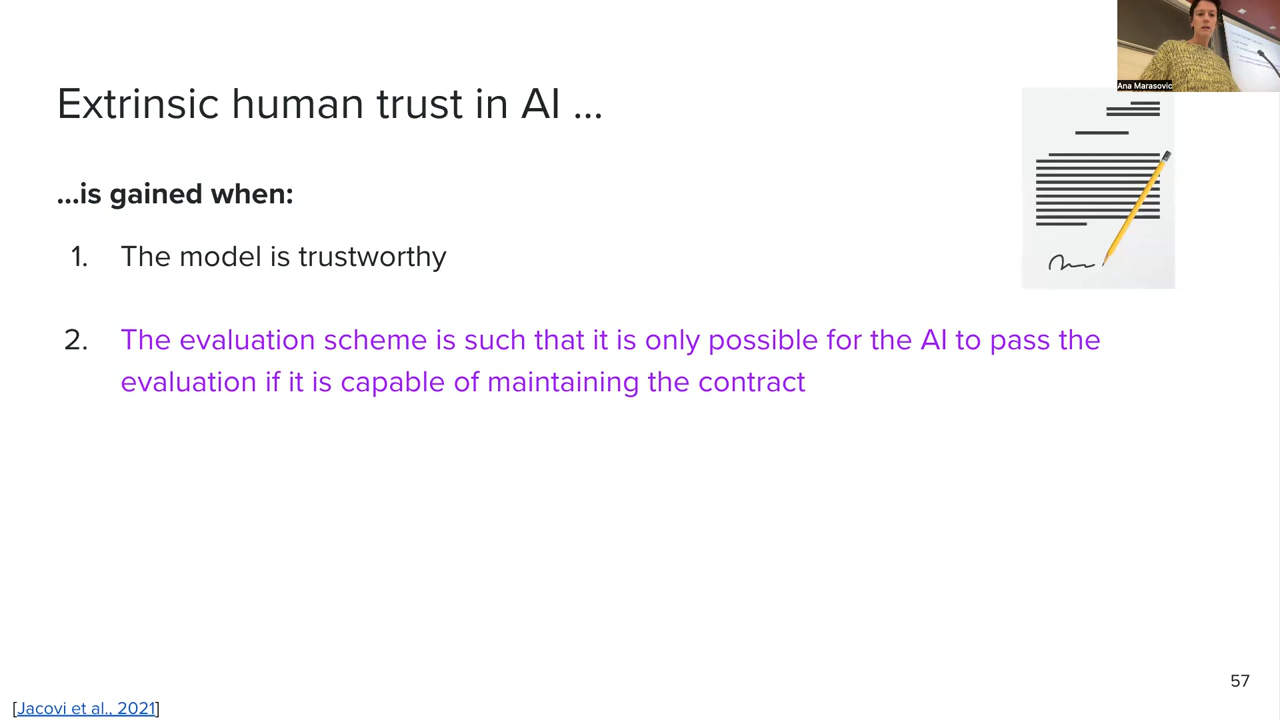 Ana Marasovic
Extrinsic human trust in AI ...
...is gained when:
1. The model is trustworthy
2. The evaluation scheme is such that it is only possible for the AI to pass the
evaluation if it is capable of maintaining the contract
57
[Jacovi et al., 2021]